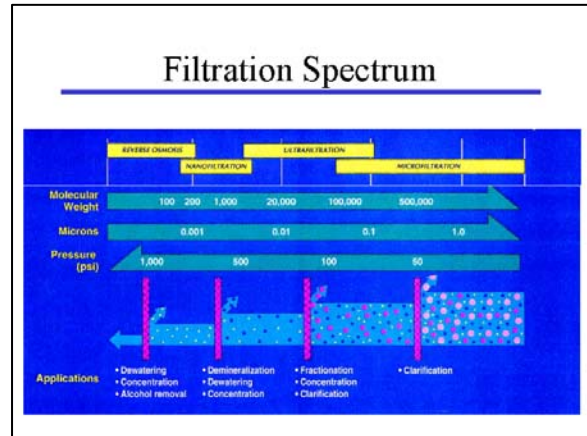 Filtration Spectrum
REVERSE OSMOSIS ULTRAFILTRATION
NANOFILTRATION MICROFILTRATION
Molecular Weight 100 200 1,000 20,000 100,000 500,000
Microns 0.001 0.01 0.1 1.0
Pressure (psi) 1,000 500 100 50
• Dewatering • Demineralization • Fractionation • Clarification
Applications • Concentration • Dewatering • Concentration
• Alcohol removal • Concentration • Clarification